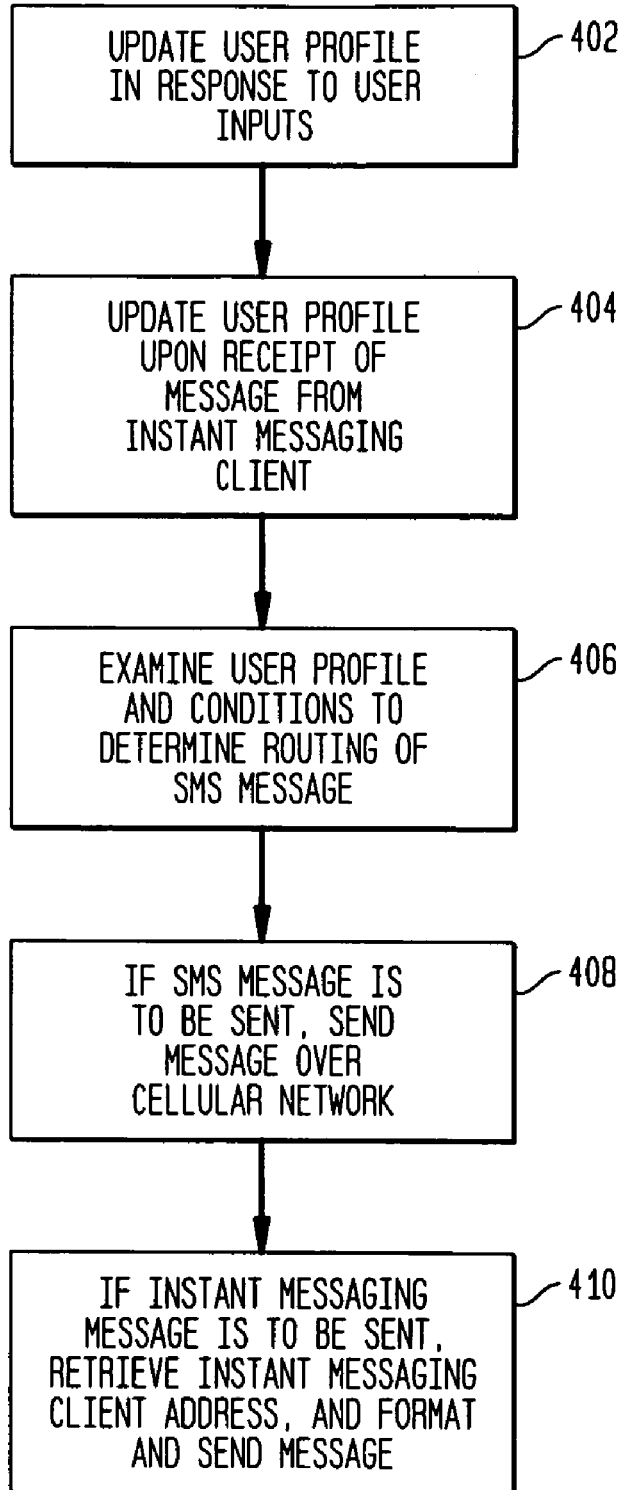 UPDATE USER PROFILE
IN RESPONSE TO USER
INPUTS
402
UPDATE USER PROFILE
UPON RECEIPT OF
MESSAGE FROM
INSTANT MESSAGING
CLIENT
404
EXAMINE USER PROFILE
AND CONDITIONS TO
DETERMINE ROUTING OF
SMS MESSAGE
406
IF SMS MESSAGE IS
TO BE SENT, SEND
MESSAGE OVER
CELLULAR NETWORK
408
IF INSTANT MESSAGING
MESSAGE IS TO BE SENT,
RETRIEVE INSTANT MESSAGING
CLIENT ADDRESS, AND FORMAT
AND SEND MESSAGE
410